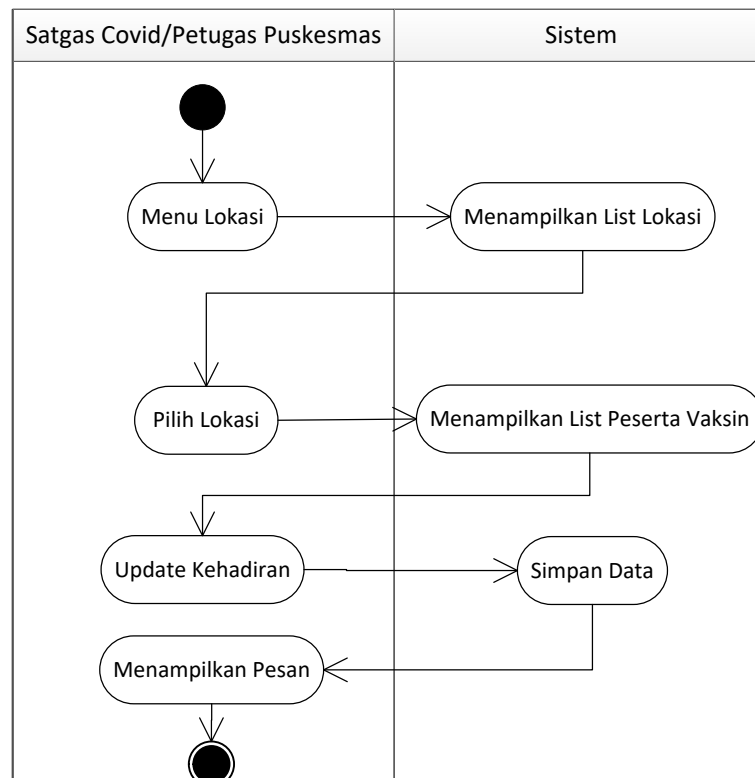 Satgas Covid/Petugas Puskesmas
Sistem
Menu Lokasi
Menampilkan List Lokasi
Pilih Lokasi
Menampilkan List Peserta Vaksin
Update Kehadiran
Simpan Data
Menampilkan Pesan